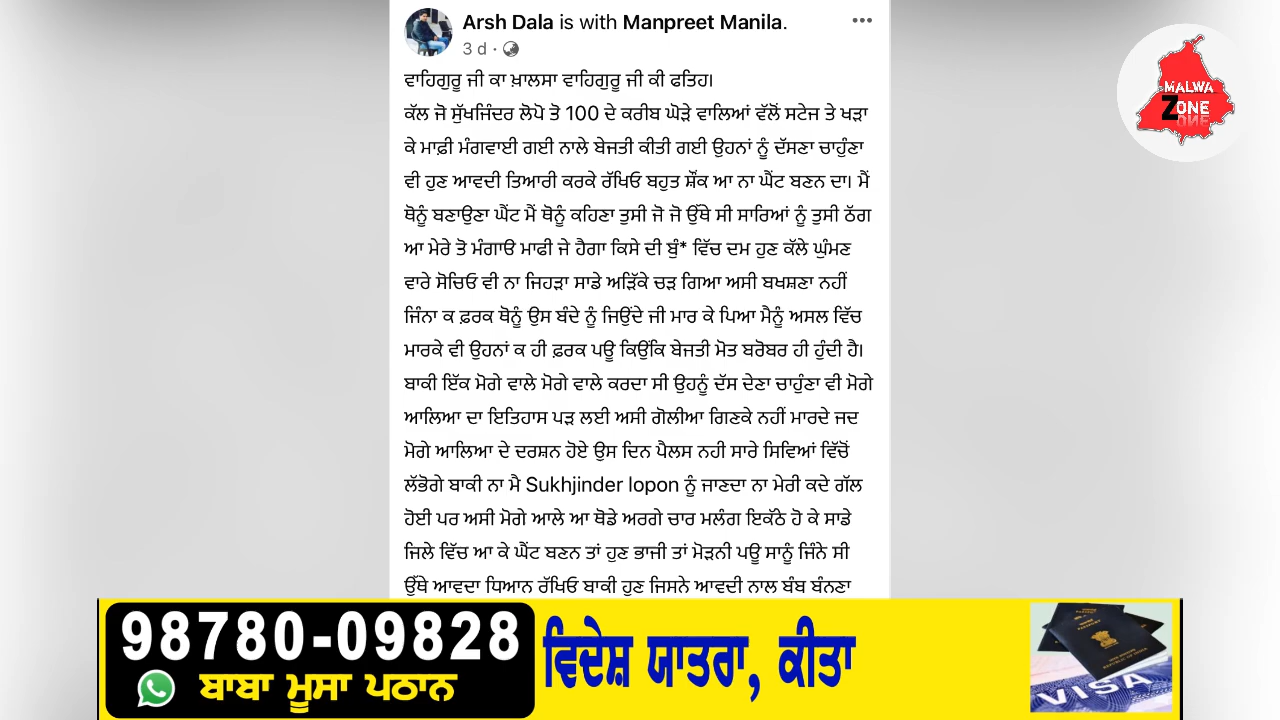 Arsh Dala is with Manpreet Manila.
3 d ·
ਵਾਹਿਗੁਰੂ ਜੀ ਕਾ ਖ਼ਾਲਸਾ ਵਾਹਿਗੁਰੂ ਜੀ ਕੀ ਫਤਿਹ।
ਕੱਲ ਜੋ ਸੁੱਖਜਿੰਦਰ ਲੋਪੋ ਤੋ 100 ਦੇ ਕਰੀਬ ਘੋੜੇ ਵਾਲਿਆਂ ਵੱਲੋਂ ਸਟੇਜ ਤੇ ਖੜਾ
ਕੇ ਮਾਫ਼ੀ ਮੰਗਵਾਈ ਗਈ ਨਾਲੇ ਬੇਜਤੀ ਕੀਤੀ ਗਈ ਉਹਨਾਂ ਨੂੰ ਦੱਸਣਾ ਚਾਹੁੰਣਾ
ਵੀ ਹੁਣ ਆਵਦੀ ਤਿਆਰੀ ਕਰਕੇ ਰੱਖਿਓ ਬਹੁਤ ਸ਼ੌਂਕ ਆ ਨਾ ਘੈਂਟ ਬਣਨ ਦਾ। ਮੈਂ
ਥੋਨੂੰ ਬਣਾਉਣਾ ਘੈਂਟ ਮੈਂ ਥੋਨੂੰ ਕਹਿਣਾ ਤੁਸੀ ਜੋ ਜੋ ਉੱਥੇ ਸੀ ਸਾਰਿਆਂ ਨੂੰ ਤੁਸੀ ਠੱਗ
ਆ ਮੇਰੇ ਤੋ ਮੰਗਾੳ ਮਾਫੀ ਜੇ ਹੈਗਾ ਕਿਸੇ ਦੀ ਬੁੰ* ਵਿੱਚ ਦਮ ਹੁਣ ਕੱਲੇ ਘੁੰਮਣ
ਵਾਰੇ ਸੋਚਿਓ ਵੀ ਨਾ ਜਿਹੜਾ ਸਾਡੇ ਅੜਿੱਕੇ ਚੜ ਗਿਆ ਅਸੀ ਬਖਸ਼ਣਾ ਨਹੀਂ
ਜਿੰਨਾ ਕ ਫ਼ਰਕ ਥੋਨੂੰ ਉਸ ਬੰਦੇ ਨੂੰ ਜਿਉਂਦੇ ਜੀ ਮਾਰ ਕੇ ਪਿਆ ਮੈਨੂੰ ਅਸਲ ਵਿੱਚ
ਮਾਰਕੇ ਵੀ ਉਹਨਾਂ ਕ ਹੀ ਫ਼ਰਕ ਪਊ ਕਿਉਂਕਿ ਬੇਜਤੀ ਮੋਤ ਬਰੋਬਰ ਹੀ ਹੁੰਦੀ ਹੈ।
ਬਾਕੀ ਇੱਕ ਮੋਗੇ ਵਾਲੇ ਮੋਗੇ ਵਾਲੇ ਕਰਦਾ ਸੀ ਉਹਨੂੰ ਦੱਸ ਦੇਣਾ ਚਾਹੁੰਣਾ ਵੀ ਮੋਗੇ
ਆਲਿਆ ਦਾ ਇਤਿਹਾਸ ਪੜ ਲਈ ਅਸੀ ਗੋਲੀਆ ਗਿਣਕੇ ਨਹੀਂ ਮਾਰਦੇ ਜਦ
ਮੋਗੇ ਆਲਿਆ ਦੇ ਦਰਸ਼ਨ ਹੋਏ ਉਸ ਦਿਨ ਪੈਲਸ ਨਹੀ ਸਾਰੇ ਸਿਵਿਆਂ ਵਿੱਚੋਂ
ਲੱਭੋਗੇ ਬਾਕੀ ਨਾ ਮੈ Sukhjinder lopon ਨੂੰ ਜਾਣਦਾ ਨਾ ਮੇਰੀ ਕਦੇ ਗੱਲ
ਹੋਈ ਪਰ ਅਸੀ ਮੋਗੇ ਆਲੇ ਆ ਥੋਡੇ ਅਰਗੇ ਚਾਰ ਮਲੰਗ ਇਕੱਠੇ ਹੋ ਕੇ ਸਾਡੇ
ਜਿਲੇ ਵਿੱਚ ਆ ਕੇ ਘੈਂਟ ਬਣਨ ਤਾਂ ਹੁਣ ਭਾਜੀ ਤਾਂ ਮੋੜਨੀ ਪਊ ਸਾਨੂੰ ਜਿੰਨੇ ਸੀ
ਉੱਥੇ ਆਵਦਾ ਧਿਆਨ ਰੱਖਿਓ ਬਾਕੀ ਹੁਣ ਜਿਸਨੇ ਆਵਦੀ ਨਾਲ ਬੰਬ ਬੰਨਣਾ
MALWA
ZONE
98780-09828
ਬਾਬਾ ਮੂਸਾ ਪਠਾਨ
ਵਿਦੇਸ਼ ਯਾਤਰਾ, ਕੀਤਾ
VISA